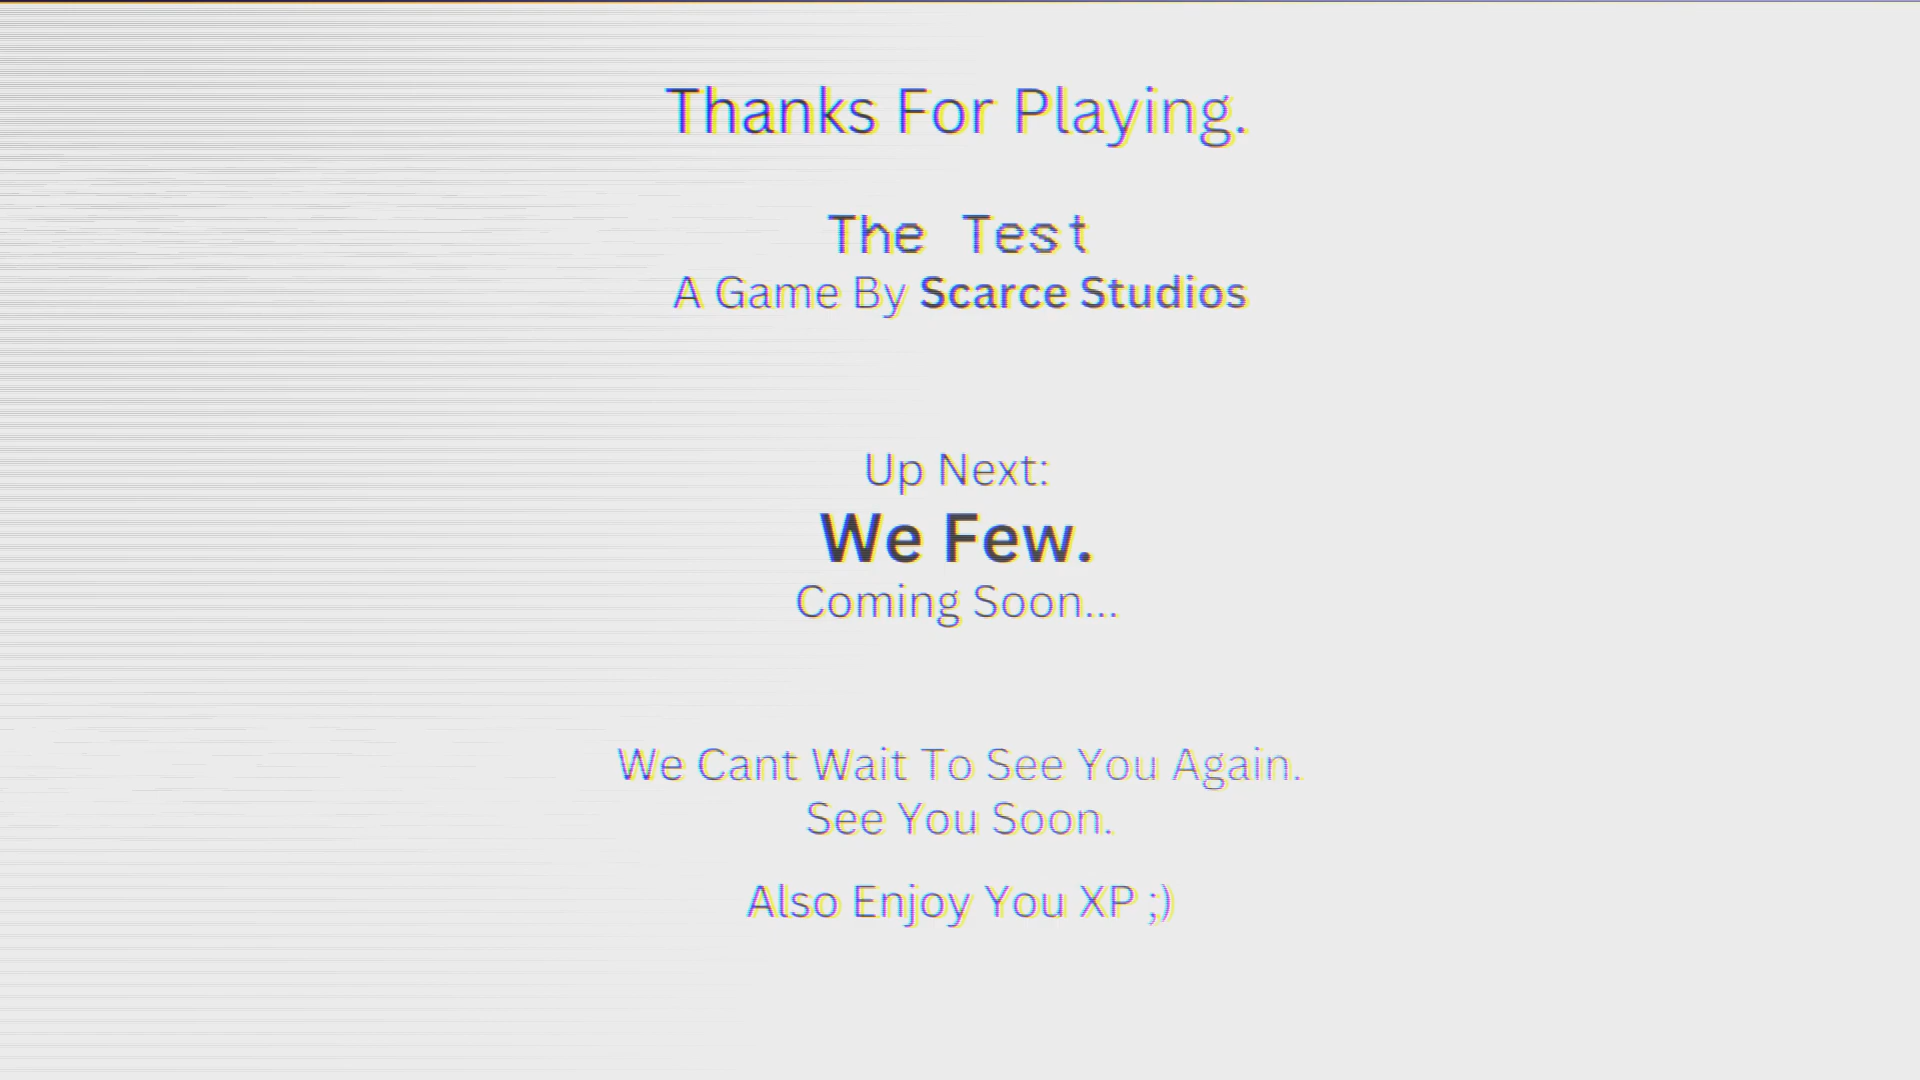 Thanks For Playing.
The Test
A Game By Scarce Studios
Up Next:
We Few.
Coming Soon...
We Cant Wait To See You Again.
See You Soon.
Also Enjoy You XP ;)